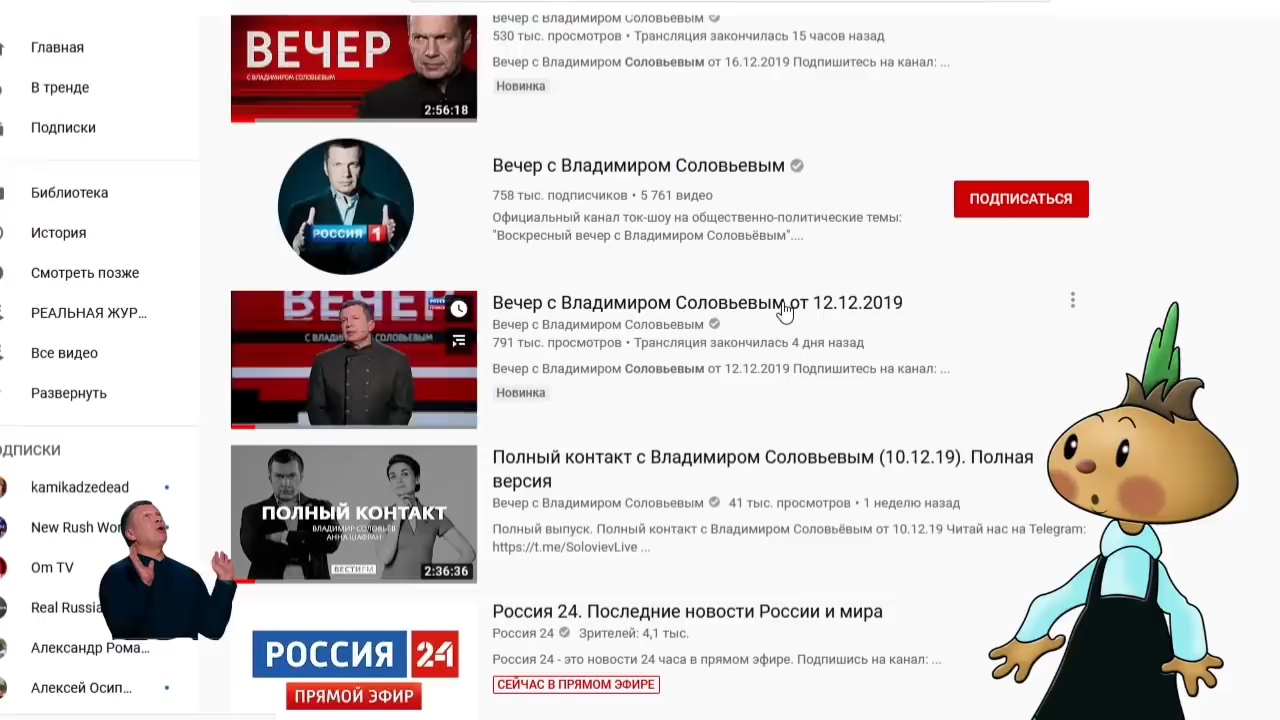 Главная
В тренде
Подписки
Библиотека
История
Смотреть позже
РЕАЛЬНАЯ ЖУР...
Все видео
Развернуть
ОДПИСКИ
kamikadzedead
New Rush Wor
Om TV
Real Russia
Александр Рома...
Алексей Осип...
ВЕЧЕР
С ВЛАДИМИРОМ СОЛОВЬЕВЫМ
2:56:18
Вечер с Владимиром Соловьевым
530 тыс. просмотров • Трансляция закончилась 15 часов назад
Вечер с Владимиром Соловьевым от 16.12.2019 Подпишитесь на канал: ...
Новинка
РОССИЯ 1
Вечер с Владимиром Соловьевым
758 тыс. подписчиков • 5 761 видео
Официальный канал ток-шоу на общественно-политические темы:
"Воскресный вечер с Владимиром Соловьёвым"....
ПОДПИСАТЬСЯ
ВЕЧЕР
С ВЛАДИ СОЛОВЬЕВЫМ
Вечер с Владимиром Соловьевым от 12.12.2019
Вечер с Владимиром Соловьевым
791 тыс. просмотров • Трансляция закончилась 4 дня назад
Вечер с Владимиром Соловьевым от 12.12.2019 Подпишитесь на канал: ...
Новинка
ПОЛНЫЙ КОНТАКТ
ВЛАДИМИР СОЛОВЬЕВ
АННА ШАФРАН
ВЕСТИ FM
2:36:36
Полный контакт с Владимиром Соловьевым (10.12.19). Полная
версия
Вечер с Владимиром Соловьевым 41 тыс. просмотров • 1 неделю назад
Полный выпуск. Полный контакт с Владимиром Соловьёвым от 10.12.19 Читай нас на Telegram:
https://t.me/SolovievLive ...
РОССИЯ 24
ПРЯМОЙ ЭФИР
Россия 24. Последние новости России и мира
Россия 24 Зрителей: 4,1 тыс.
Россия 24 - это новости 24 часа в прямом эфире. Подпишись на канал: ...
СЕЙЧАС В ПРЯМОМ ЭФИРЕ